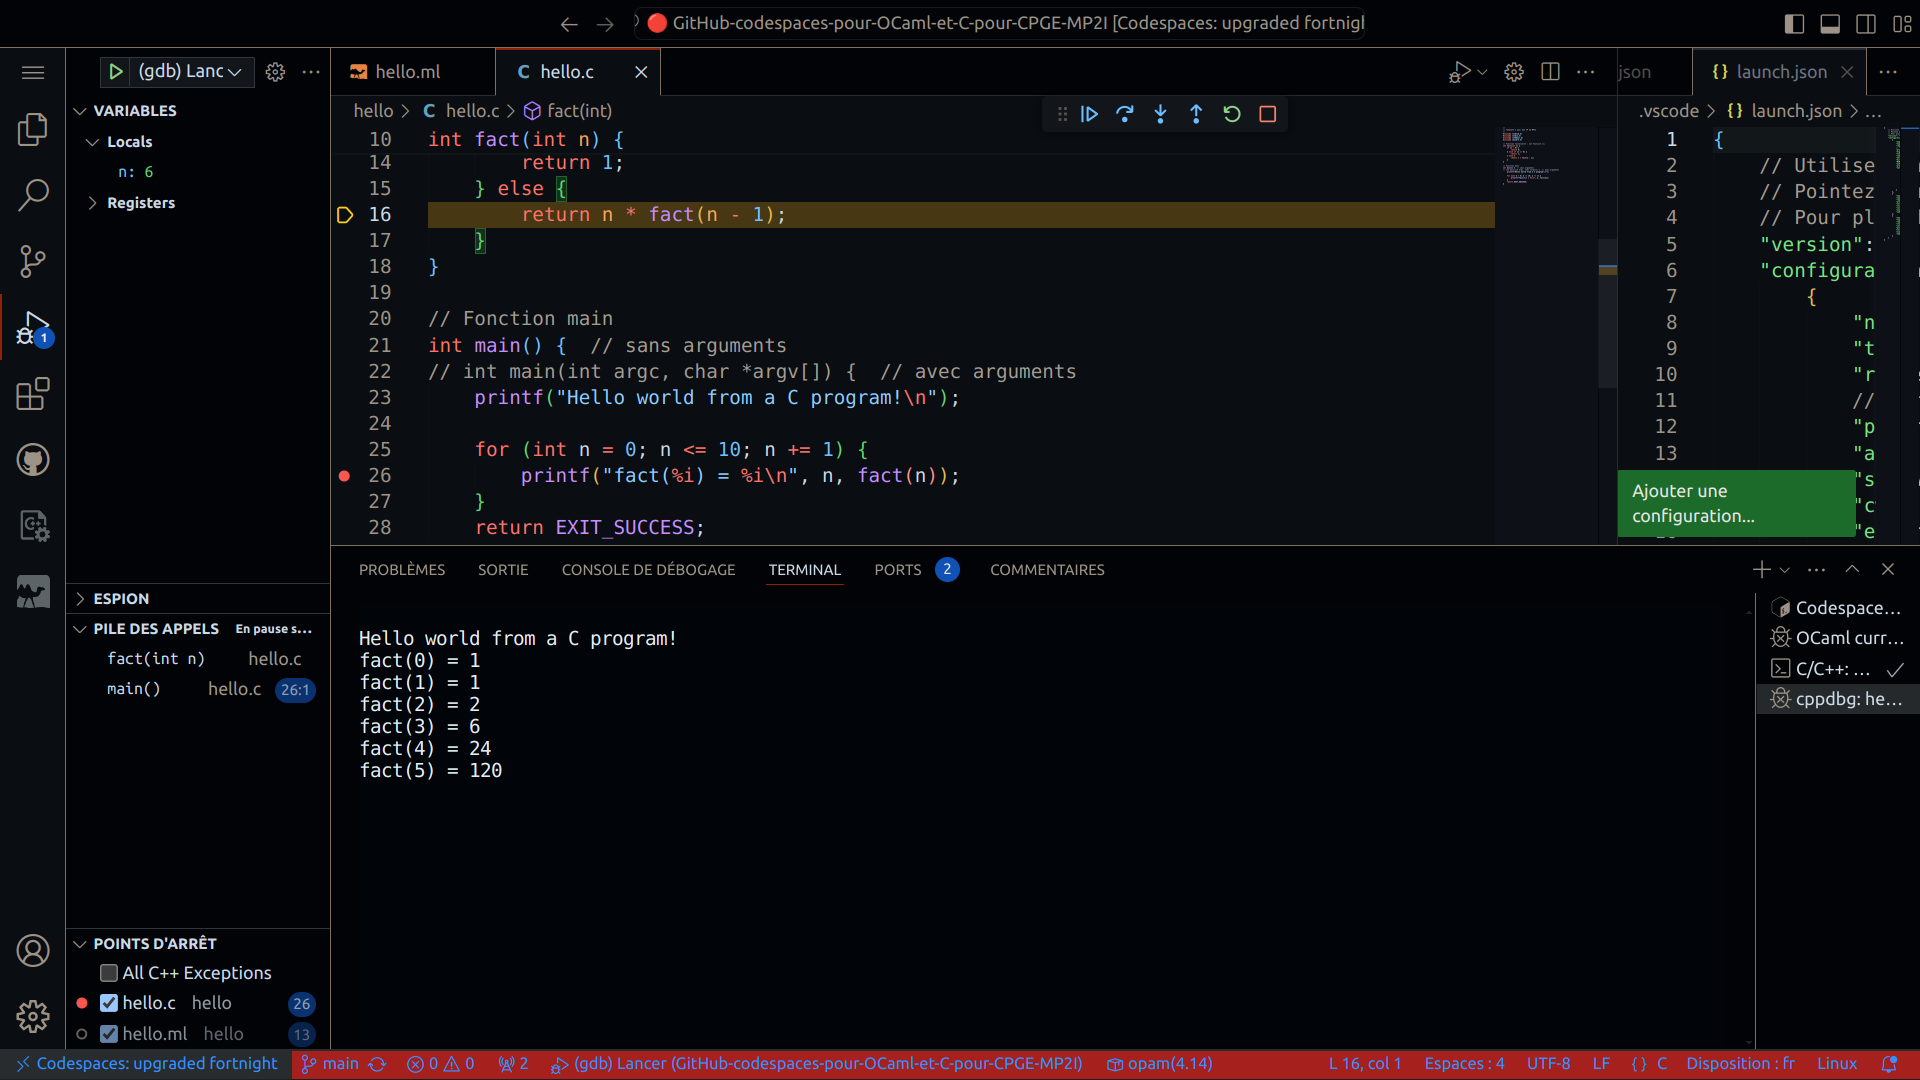 GitHub-codespaces-pour-OCaml-et-C-pour-CPGE-MP2I [Codespaces: upgraded fortnigl
(gdb) Lanc
VARIABLES
Locals
n: 6
Registers
ESPION
PILE DES APPELS En pause s...
fact(int n) hello.c
main() hello.c 26:1
POINTS D'ARRÊT
All C++ Exceptions
hello.c hello 26
hello.ml hello 13
1
hello.ml
C hello.c
hello > C hello.c > fact(int)
10 int fact(int n) {
14 return 1;
15 } else {
16 return n * fact(n - 1);
17 }
18 }
19
20 // Fonction main
21 int main() {  // sans arguments
22 // int main(int argc, char *argv[]) {  // avec arguments
23 printf("Hello world from a C program!\n");
24
25 for (int n = 0; n <= 10; n += 1) {
26 printf("fact(%i) = %i\n", n, fact(n));
27 }
28 return EXIT_SUCCESS;
json
{} launch.json
.vscode > {} launch.json > ...
1 {
2 // Utilise
3 // Pointez
4 // Pour pl
5 "version":
6 "configura
7 {
8 "n
9 "t
10 "r
11 //
12 "p
13 "a
"s
"c
"e
Ajouter une
configuration...
PROBLÈMES
SORTIE
CONSOLE DE DÉBOGAGE
TERMINAL
PORTS 2
COMMENTAIRES
Hello world from a C program!
fact(0) = 1
fact(1) = 1
fact(2) = 2
fact(3) = 6
fact(4) = 24
fact(5) = 120
Codespace...
OCaml curr...
C/C++: ...
cppdbg: he...
Codespaces: upgraded fortnight
main
0 0
2
(gdb) Lancer (GitHub-codespaces-pour-OCaml-et-C-pour-CPGE-MP2I)
opam(4.14)
L 16, col 1
Espaces : 4
UTF-8
LF
{} C
Disposition : fr
Linux